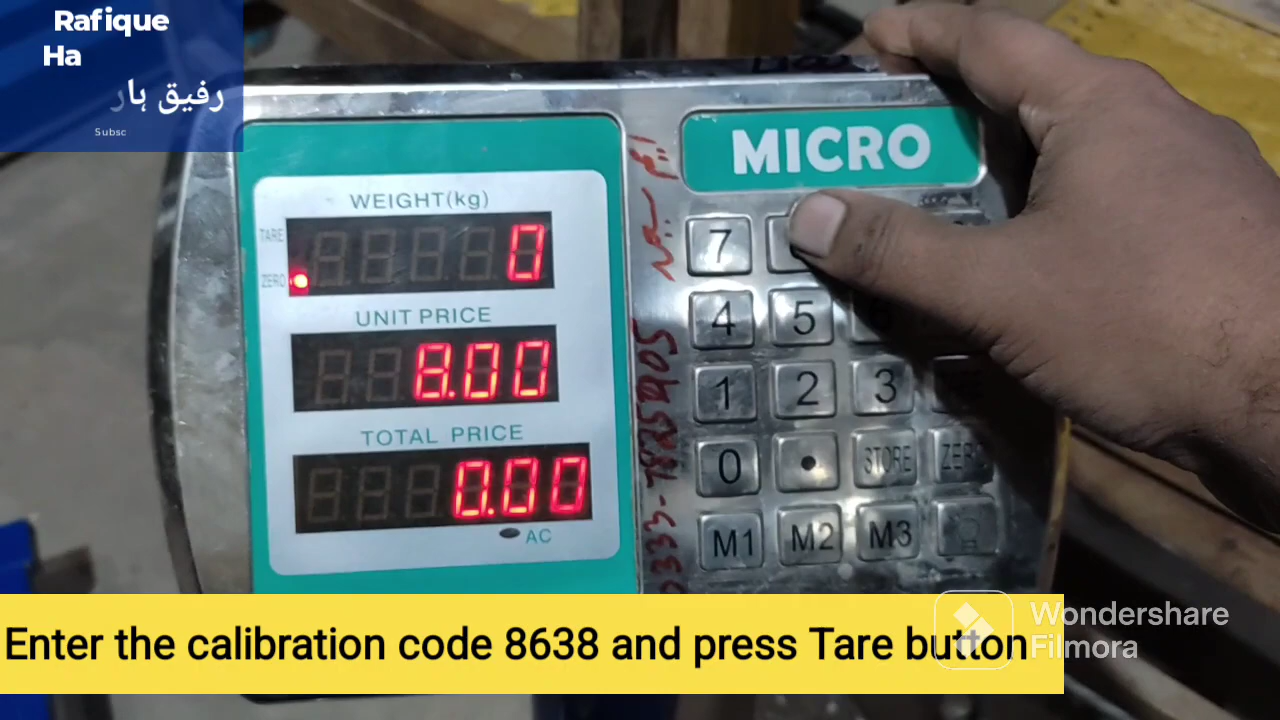 Rafique
Ha
رفیق ہار
Subsc
MICRO
WEIGHT(kg)
TARE
0
ZERO
UNIT PRICE
8.00
TOTAL PRICE
0.00
AC
7
4 5 6
1 2 3
0 . STORE ZERO
M1 M2 M3
Enter the calibration code 8638 and press Tare button
Wondershare
Filmora